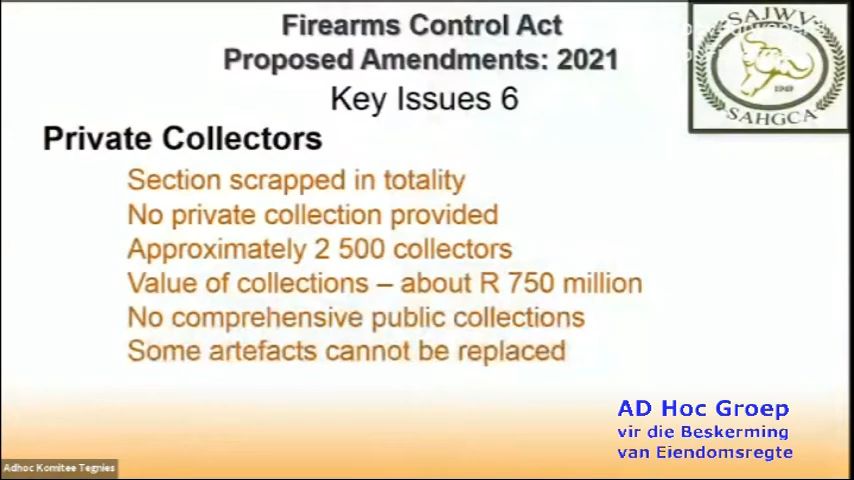 Firearms Control Act
Proposed Amendments: 2021
Key Issues 6
SAJWV
1949
SAHGCA
Private Collectors
Section scrapped in totality
No private collection provided
Approximately 2 500 collectors
Value of collections – about R 750 million
No comprehensive public collections
Some artefacts cannot be replaced
AD Hoc Groep
vir die Beskerming
van Eiendomsregte
Adhoc Komitee Tegnies